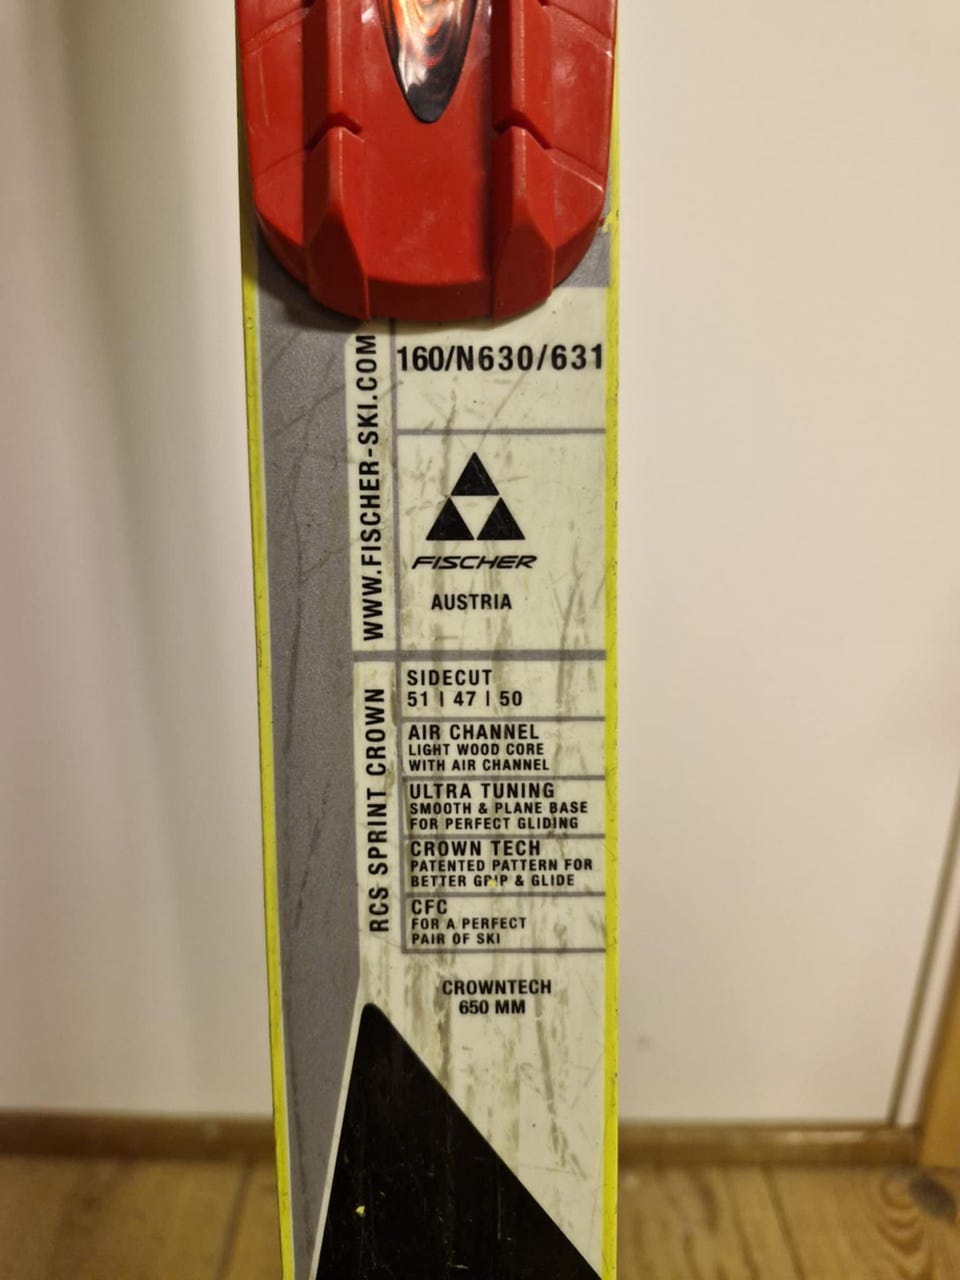 160/N630/631
WWW.FISCHER-SKI.COM
FISCHER
AUSTRIA
RCS SPRINT CROWN
SIDECUT
51 | 47 | 50
AIR CHANNEL
LIGHT WOOD CORE
WITH AIR CHANNEL
ULTRA TUNING
SMOOTH & PLANE BASE
FOR PERFECT GLIDING
CROWN TECH
PATENTED PATTERN FOR
BETTER GRIP & GLIDE
CFC
FOR A PERFECT
PAIR OF SKI
CROWNTECH
650 MM